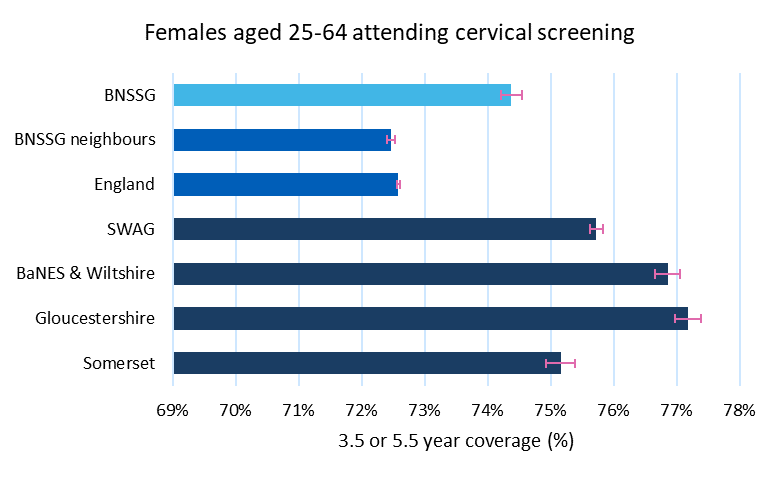 Females aged 25-64 attending cervical screening
BNSSG
BNSSG neighbours
England
SWAG
BaNES & Wiltshire
Gloucestershire
Somerset
69% 70% 71% 72% 73% 74% 75% 76% 77% 78%
3.5 or 5.5 year coverage (%)